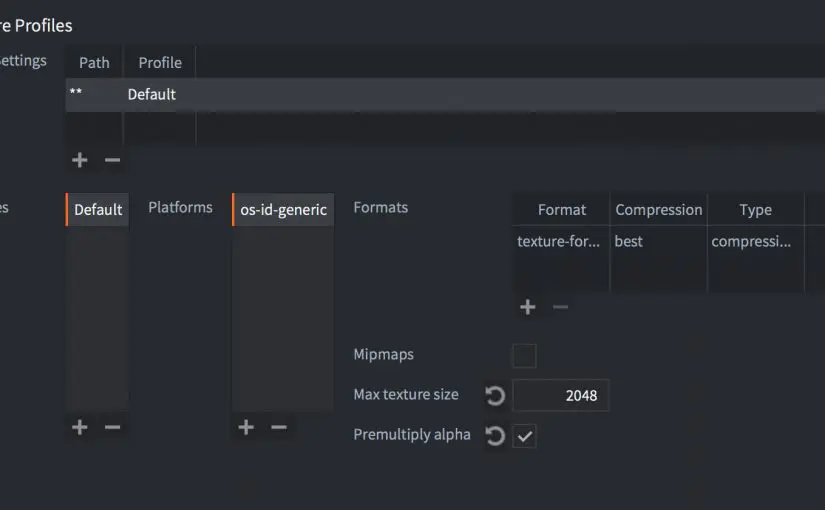 re Profiles
ettings
Path Profile
** Default
es Default Platforms os-id-generic Formats Format Compression Type
texture-for... best compressi...
Mipmaps
Max texture size 2048
Premultiply alpha